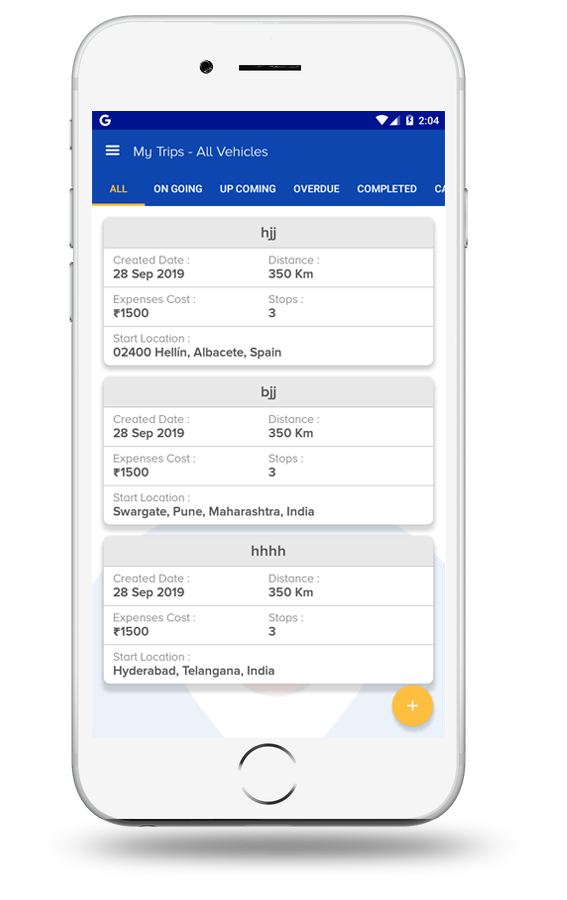 G 2:04
My Trips - All Vehicles
ALL ON GOING UP COMING OVERDUE COMPLETED CA
hjj
Created Date : Distance :
28 Sep 2019 350 Km
Expenses Cost : Stops :
₹1500 3
Start Location :
02400 Hellín, Albacete, Spain
bjj
Created Date : Distance :
28 Sep 2019 350 Km
Expenses Cost : Stops :
₹1500 3
Start Location :
Swargate, Pune, Maharashtra, India
hhhh
Created Date : Distance :
28 Sep 2019 350 Km
Expenses Cost : Stops :
₹1500 3
Start Location :
Hyderabad, Telangana, India
+